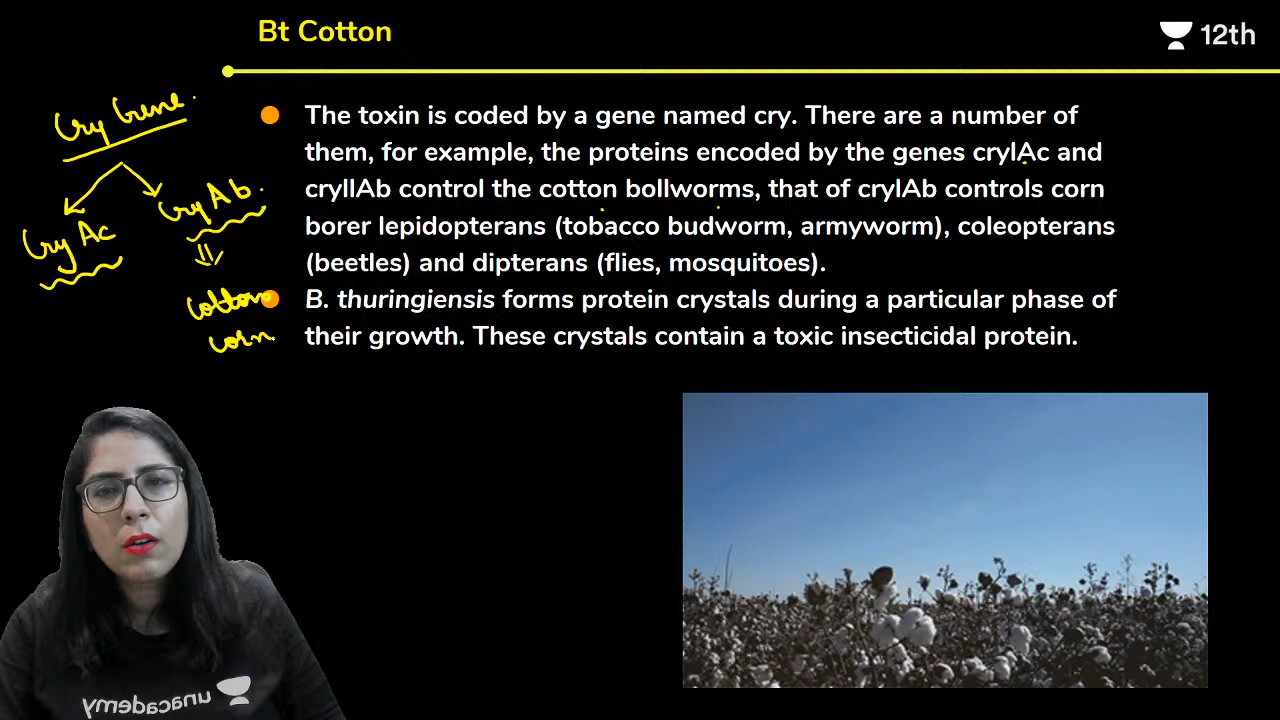 Bt Cotton
12th
Cry Gene.
Cry Ac
Cry Ab.
cotton
corn.
The toxin is coded by a gene named cry. There are a number of
them, for example, the proteins encoded by the genes crylAc and
cryllAb control the cotton bollworms, that of crylAb controls corn
borer lepidopterans (tobacco budworm, armyworm), coleopterans
(beetles) and dipterans (flies, mosquitoes).
B. thuringiensis forms protein crystals during a particular phase of
their growth. These crystals contain a toxic insecticidal protein.
unacademy